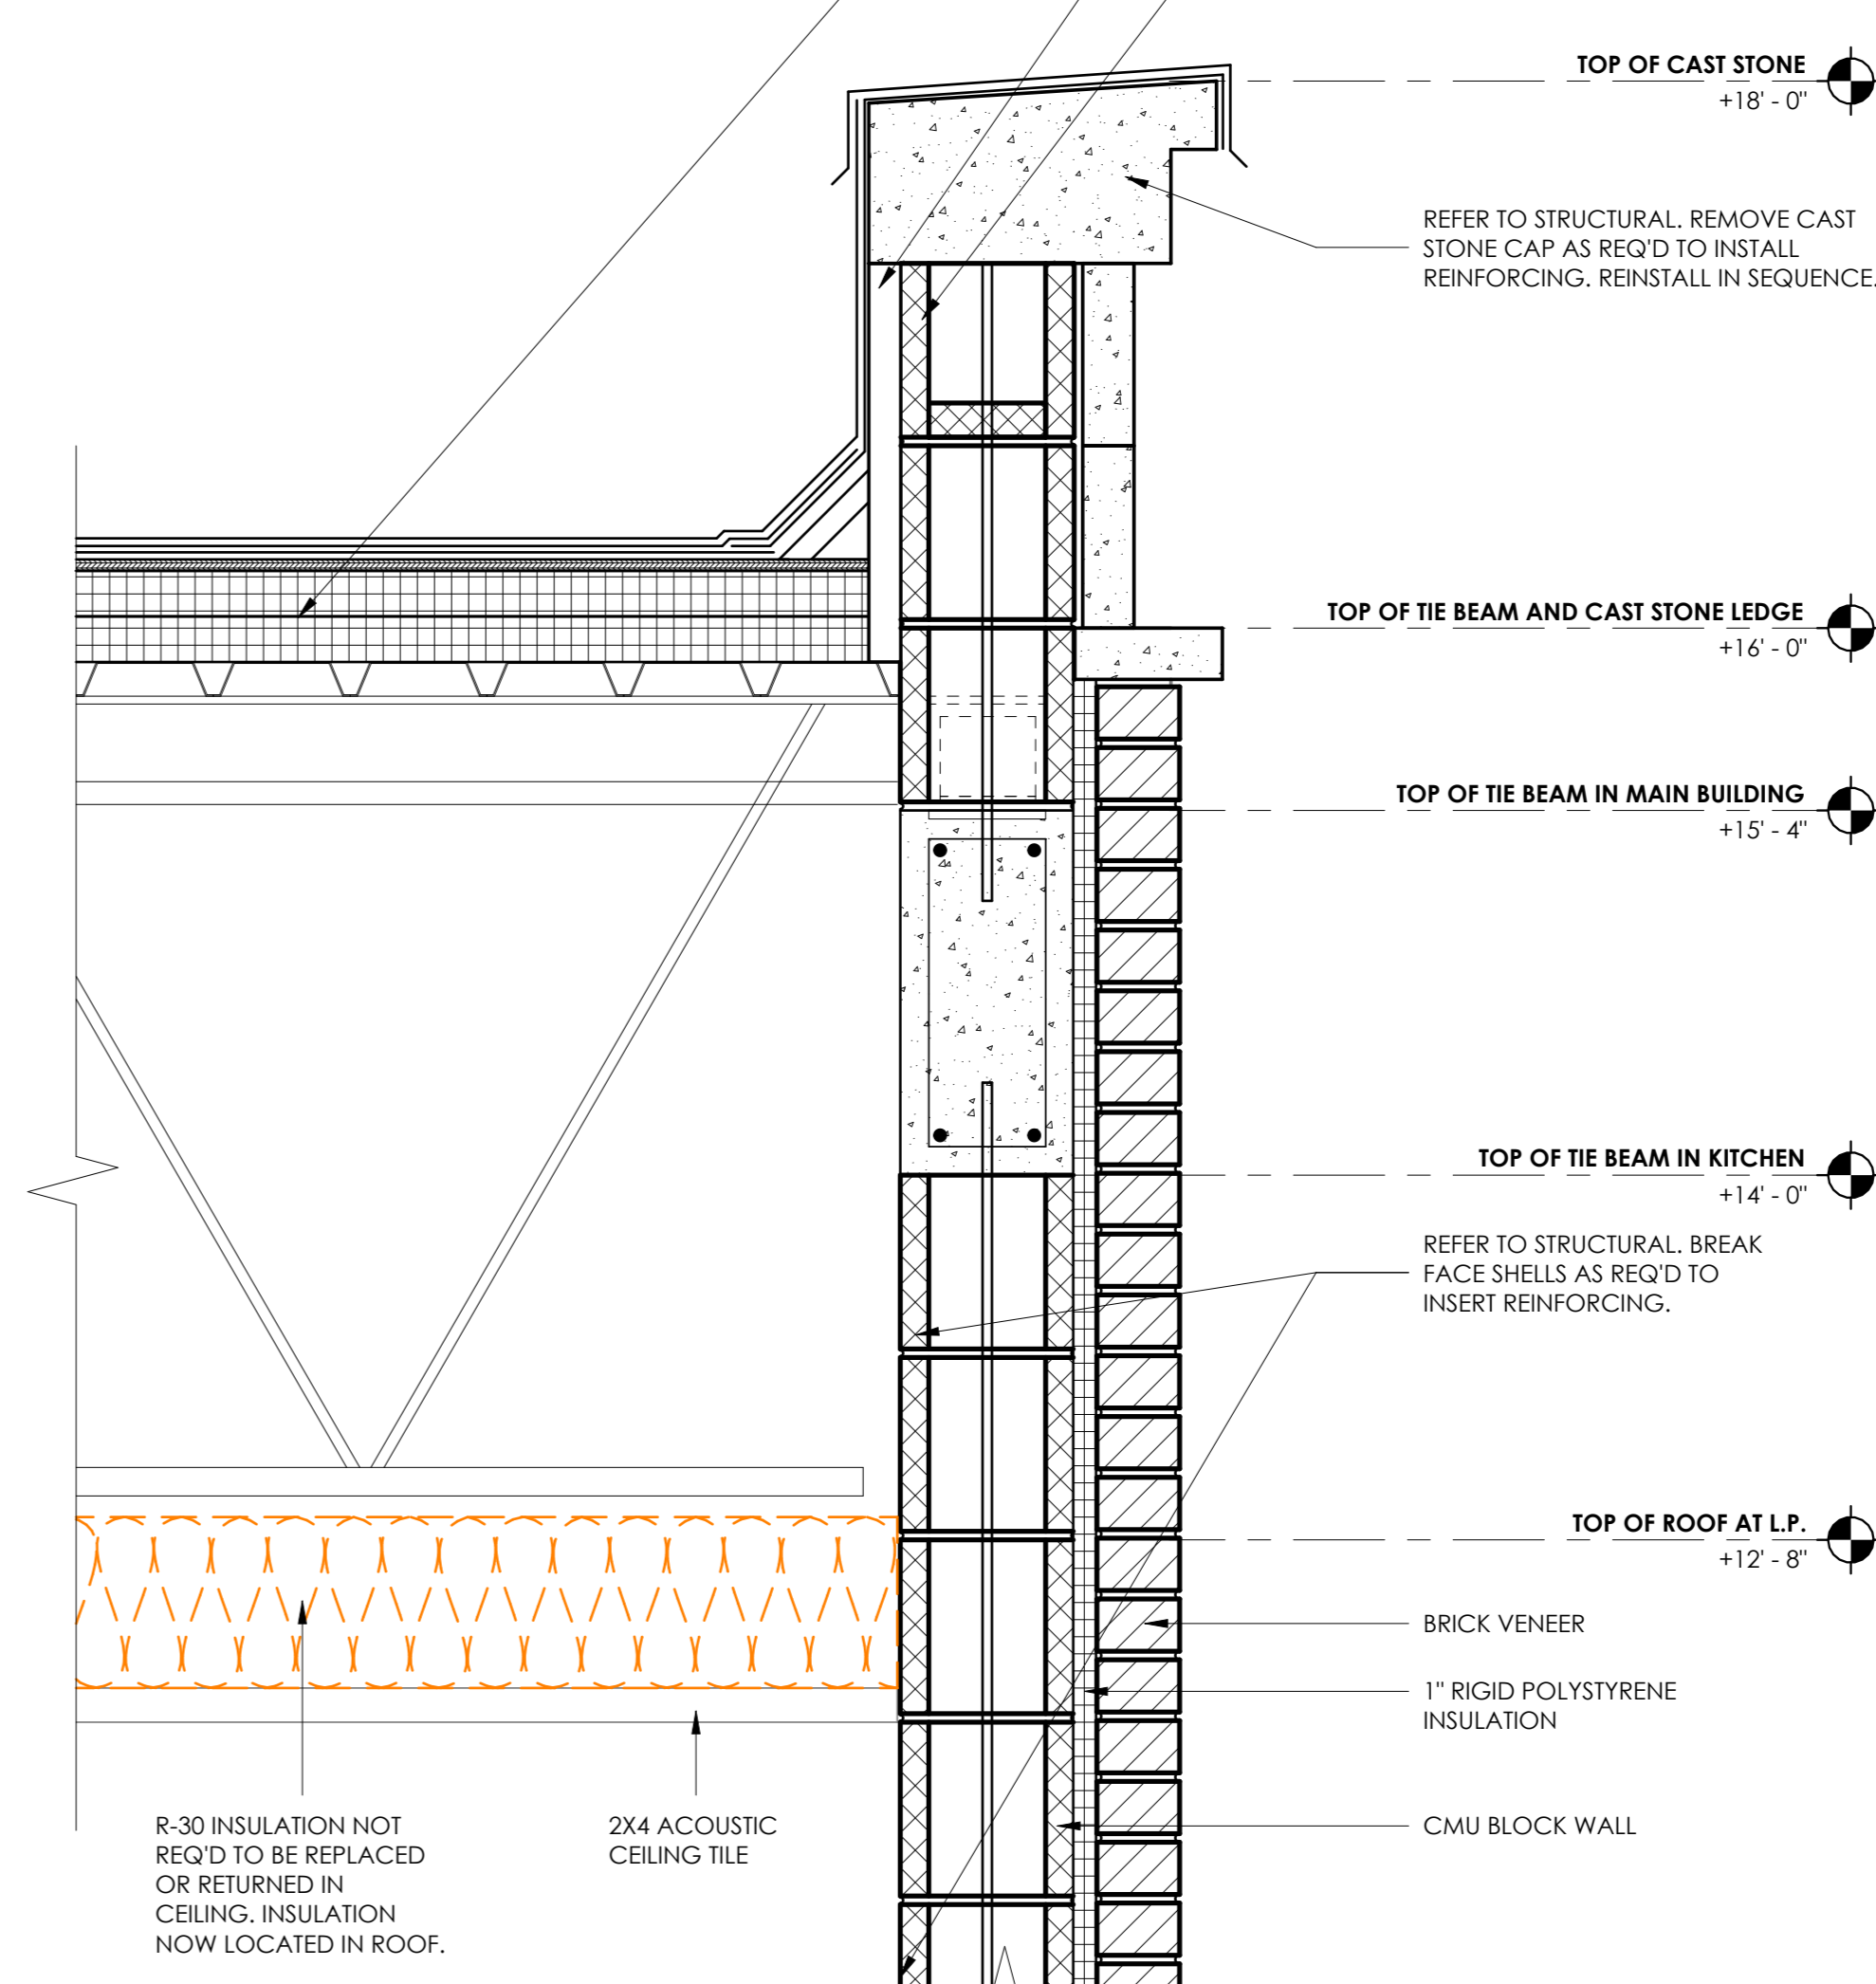 TOP OF CAST STONE
+18' - 0"
REFER TO STRUCTURAL. REMOVE CAST
STONE CAP AS REQ'D TO INSTALL
REINFORCING. REINSTALL IN SEQUENCE.
TOP OF TIE BEAM AND CAST STONE LEDGE
+16' - 0"
TOP OF TIE BEAM IN MAIN BUILDING
+15' - 4"
TOP OF TIE BEAM IN KITCHEN
+14' - 0"
REFER TO STRUCTURAL. BREAK
FACE SHELLS AS REQ'D TO
INSERT REINFORCING.
TOP OF ROOF AT L.P.
+12' - 8"
BRICK VENEER
1" RIGID POLYSTYRENE
INSULATION
CMU BLOCK WALL
R-30 INSULATION NOT
REQ'D TO BE REPLACED
OR RETURNED IN
CEILING. INSULATION
NOW LOCATED IN ROOF.
2X4 ACOUSTIC
CEILING TILE